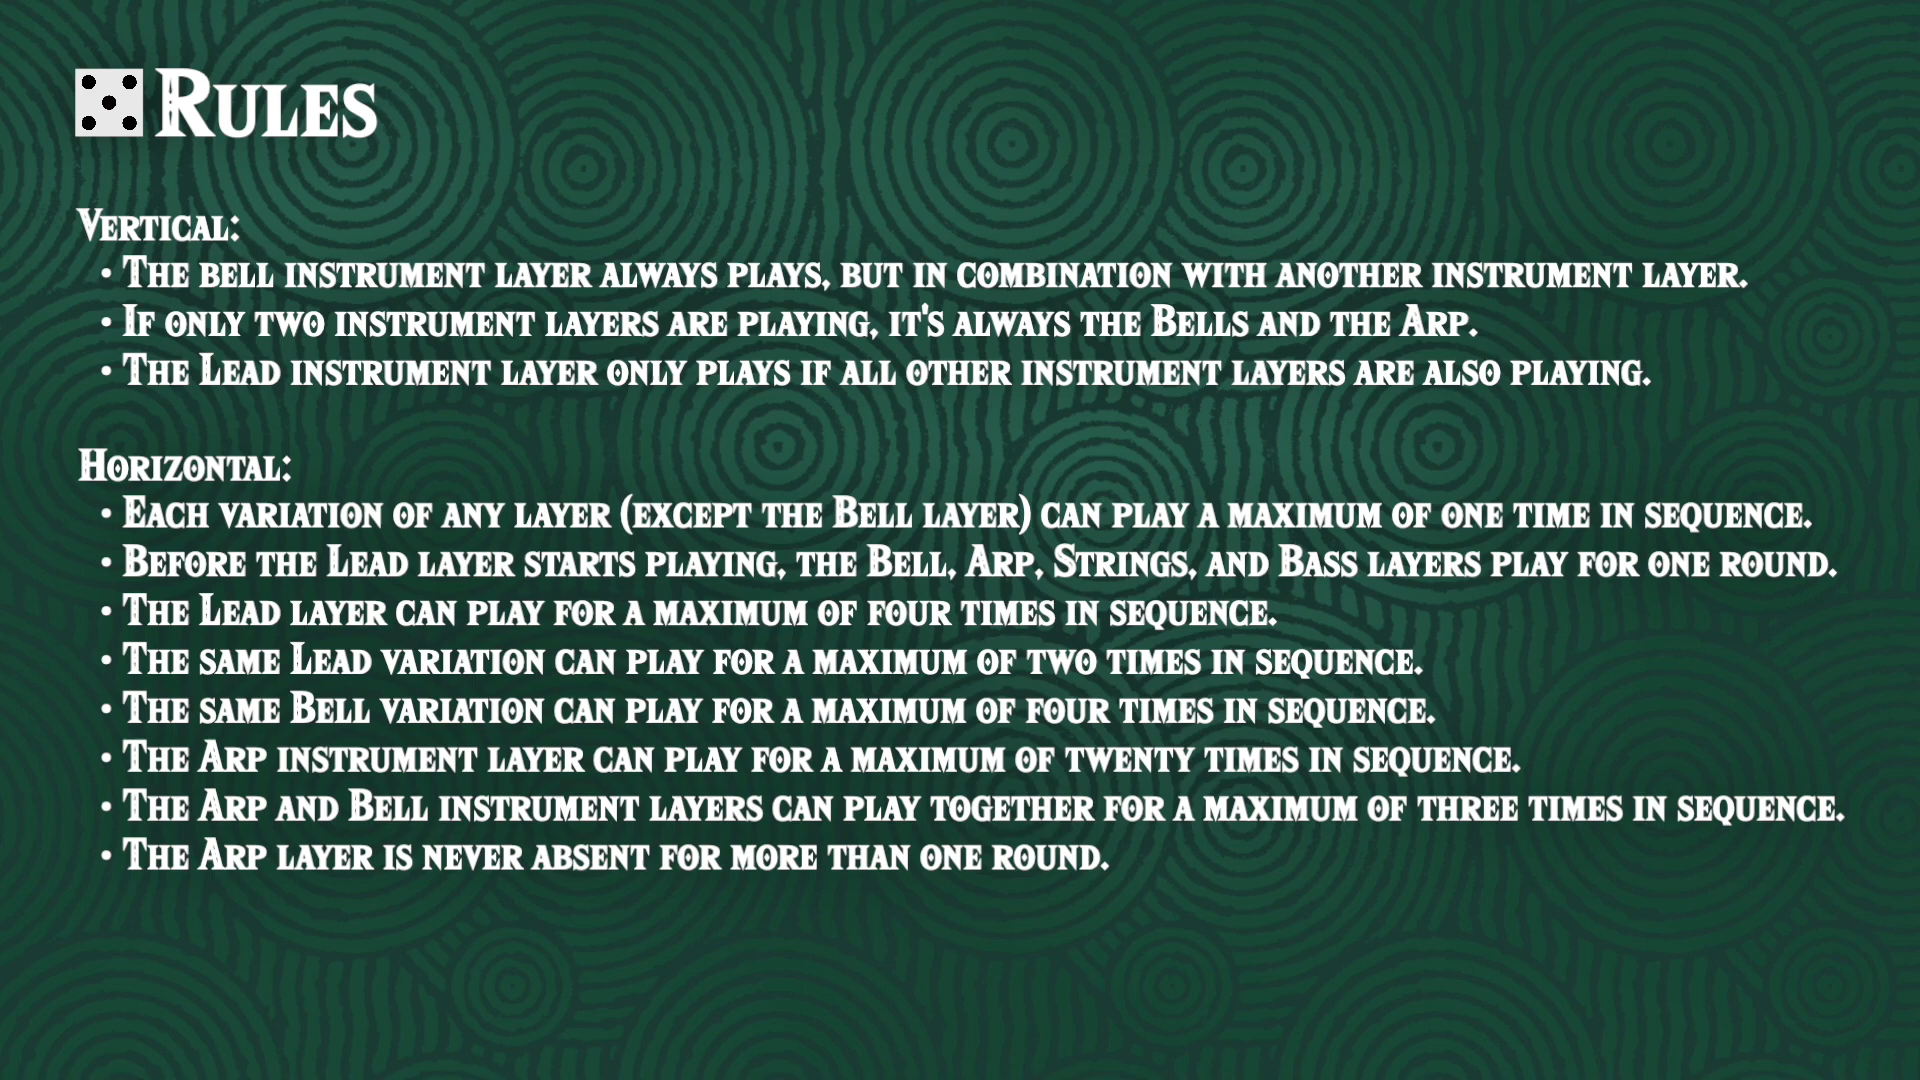 Rules
Vertical:
• The bell instrument layer always plays, but in combination with another instrument layer.
• If only two instrument layers are playing, it's always the Bells and the Arp.
• The Lead instrument layer only plays if all other instrument layers are also playing.
Horizontal:
• Each variation of any layer (except the Bell layer) can play a maximum of one time in sequence.
• Before the Lead layer starts playing, the Bell, Arp, Strings, and Bass layers play for one round.
• The Lead layer can play for a maximum of four times in sequence.
• The same Lead variation can play for a maximum of two times in sequence.
• The same Bell variation can play for a maximum of four times in sequence.
• The Arp instrument layer can play for a maximum of twenty times in sequence.
• The Arp and Bell instrument layers can play together for a maximum of three times in sequence.
• The Arp layer is never absent for more than one round.